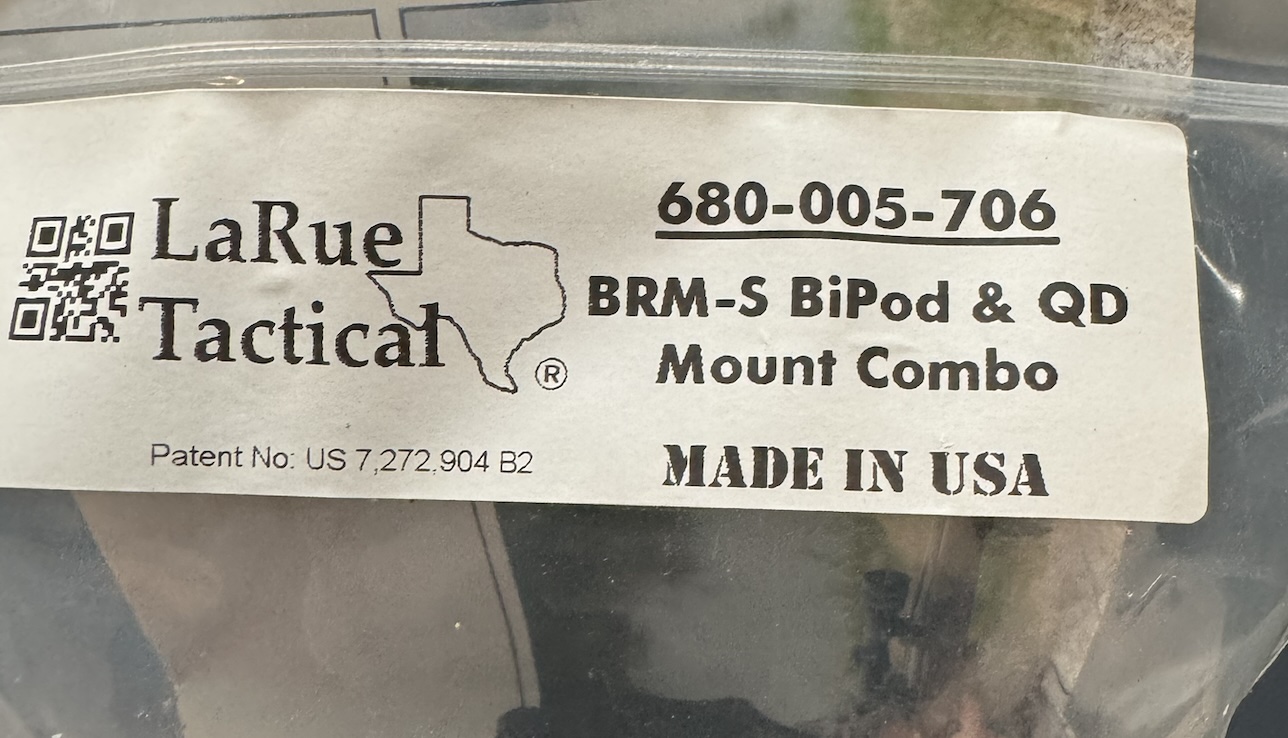 LaRue
Tactical
®
Patent No: US 7,272,904 B2
680-005-706
BRM-S BiPod & QD
Mount Combo
MADE IN USA